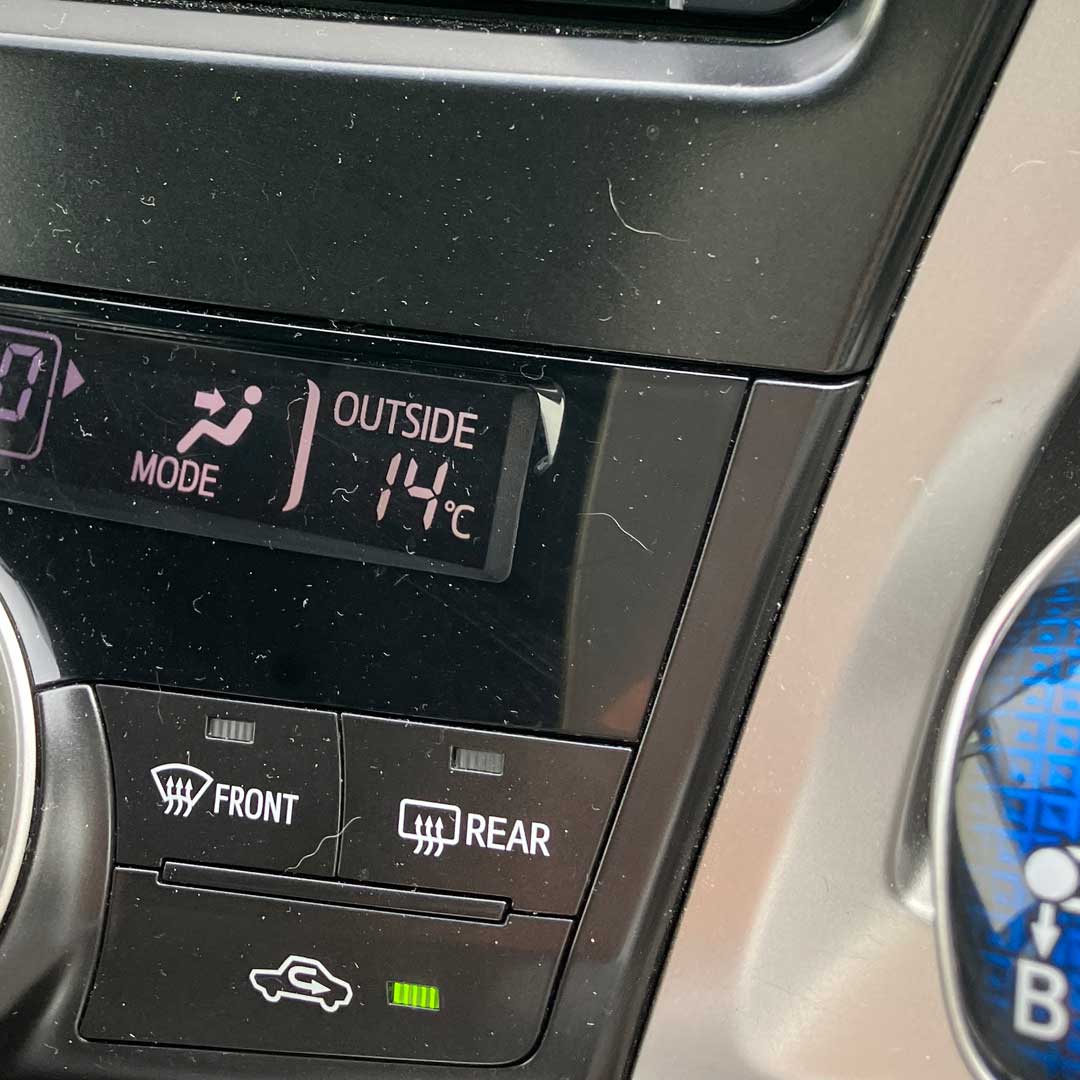 OUTSIDE
MODE
14°C
FRONT
REAR
B